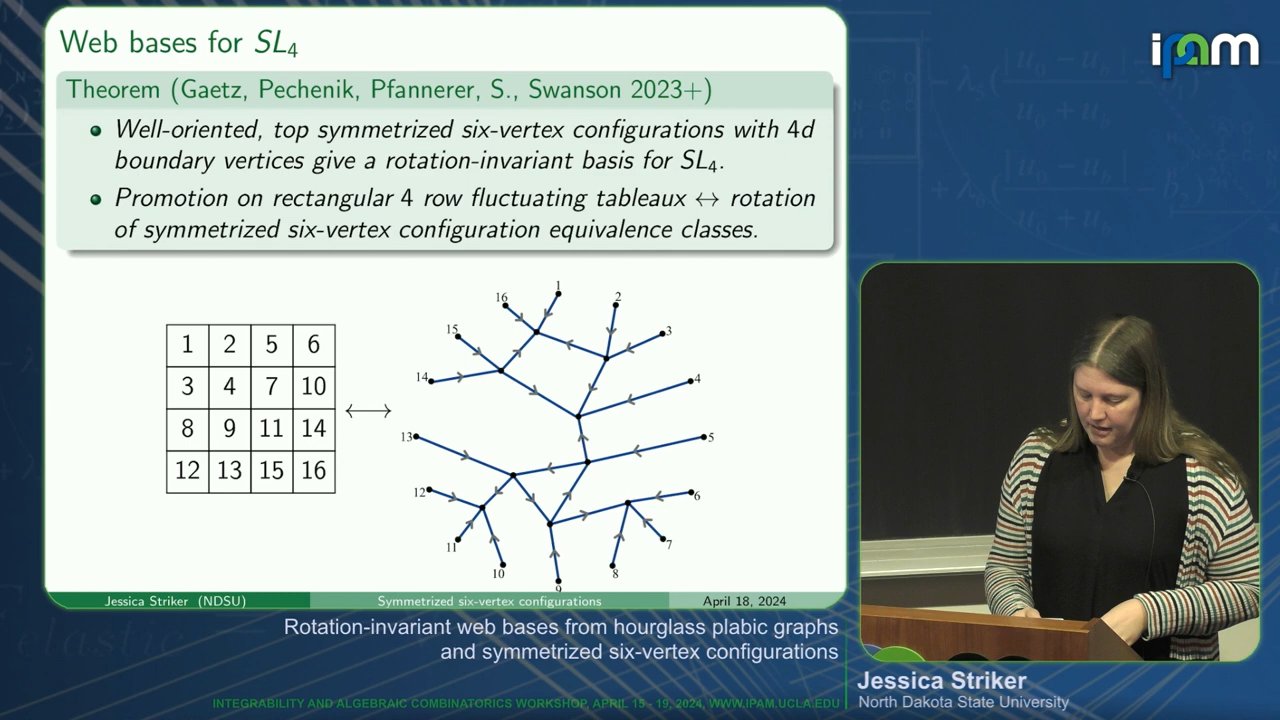 Web bases for SL₄
Theorem (Gaetz, Pechenik, Pfannerer, S., Swanson 2023+)
Well-oriented, top symmetrized six-vertex configurations with 4d
boundary vertices give a rotation-invariant basis for SL₄.
Promotion on rectangular 4 row fluctuating tableaux ↔ rotation
of symmetrized six-vertex configuration equivalence classes.
1 2 5 6
3 4 7 10
8 9 11 14
12 13 15 16
1
2
3
4
5
6
7
8
9
10
11
12
13
14
15
16
Jessica Striker (NDSU) Symmetrized six-vertex configurations April 18, 2024
Rotation-invariant web bases from hourglass plabic graphs
and symmetrized six-vertex configurations
INTEGRABILITY AND ALGEBRAIC COMBINATORICS WORKSHOP, APRIL 15 - 19, 2024, WWW.IPAM.UCLA.EDU
ipam
Jessica Striker
North Dakota State University